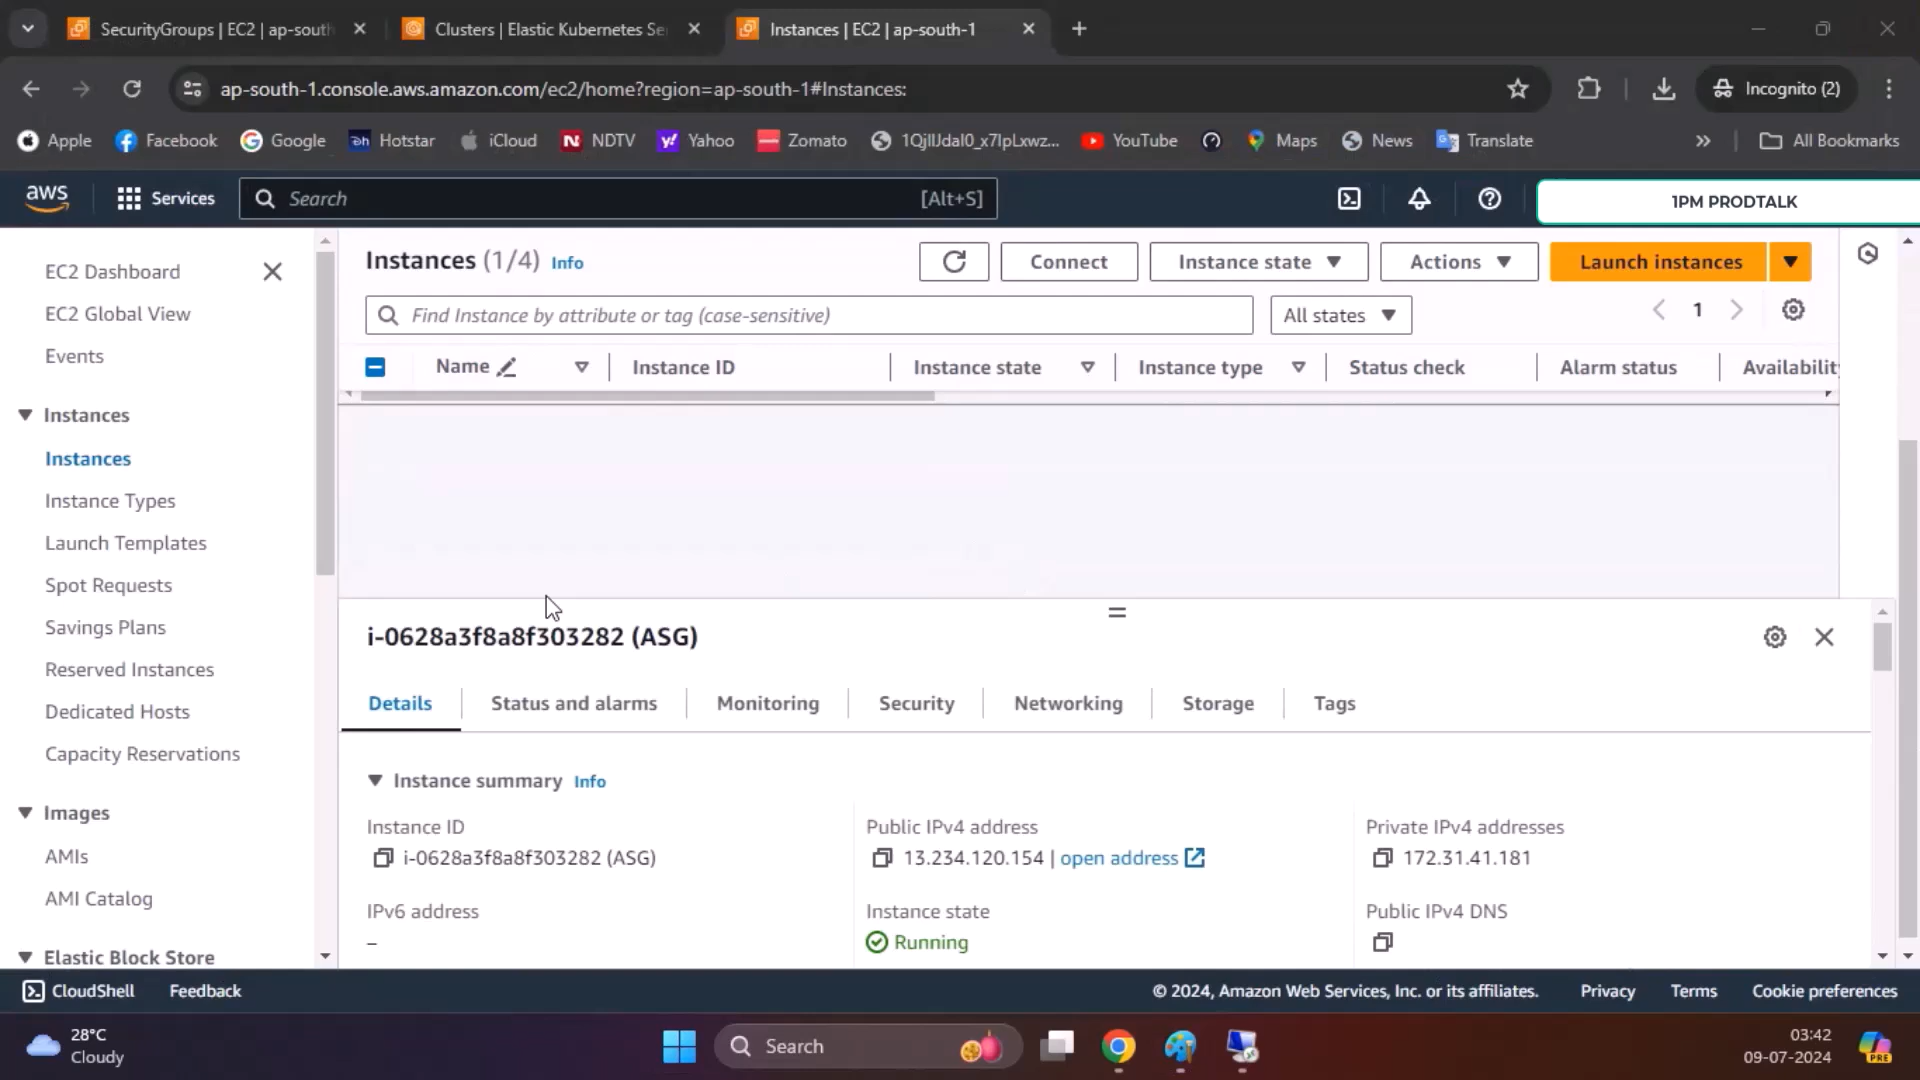 SecurityGroups | EC2 | ap-south
Clusters | Elastic Kubernetes Se
Instances | EC2 | ap-south-1
ap-south-1.console.aws.amazon.com/ec2/home?region=ap-south-1#Instances:
Incognito (2)
Apple
Facebook
Google
Hotstar
iCloud
NDTV
Yahoo
Zomato
YouTube
Maps
News
Translate
All Bookmarks
aws
Services
Search
[Alt+S]
1PM PRODTALK
EC2 Dashboard
EC2 Global View
Events
Instances
Instances
Instance Types
Launch Templates
Spot Requests
Savings Plans
Reserved Instances
Dedicated Hosts
Capacity Reservations
Images
AMIs
AMI Catalog
Elastic Block Store
Instances (1/4) Info
Connect
Instance state
Actions
Launch instances
Find Instance by attribute or tag (case-sensitive)
All states
1
Name
Instance ID
Instance state
Instance type
Status check
Alarm status
Availability
i-0628a3f8a8f303282 (ASG)
Details
Status and alarms
Monitoring
Security
Networking
Storage
Tags
Instance summary Info
Instance ID
i-0628a3f8a8f303282 (ASG)
Public IPv4 address
13.234.120.154 | open address
Private IPv4 addresses
172.31.41.181
IPv6 address
–
Instance state
Running
Public IPv4 DNS
CloudShell
Feedback
© 2024, Amazon Web Services, Inc. or its affiliates.
Privacy
Terms
Cookie preferences
28°C
Cloudy
Search
03:42
09-07-2024
PRE